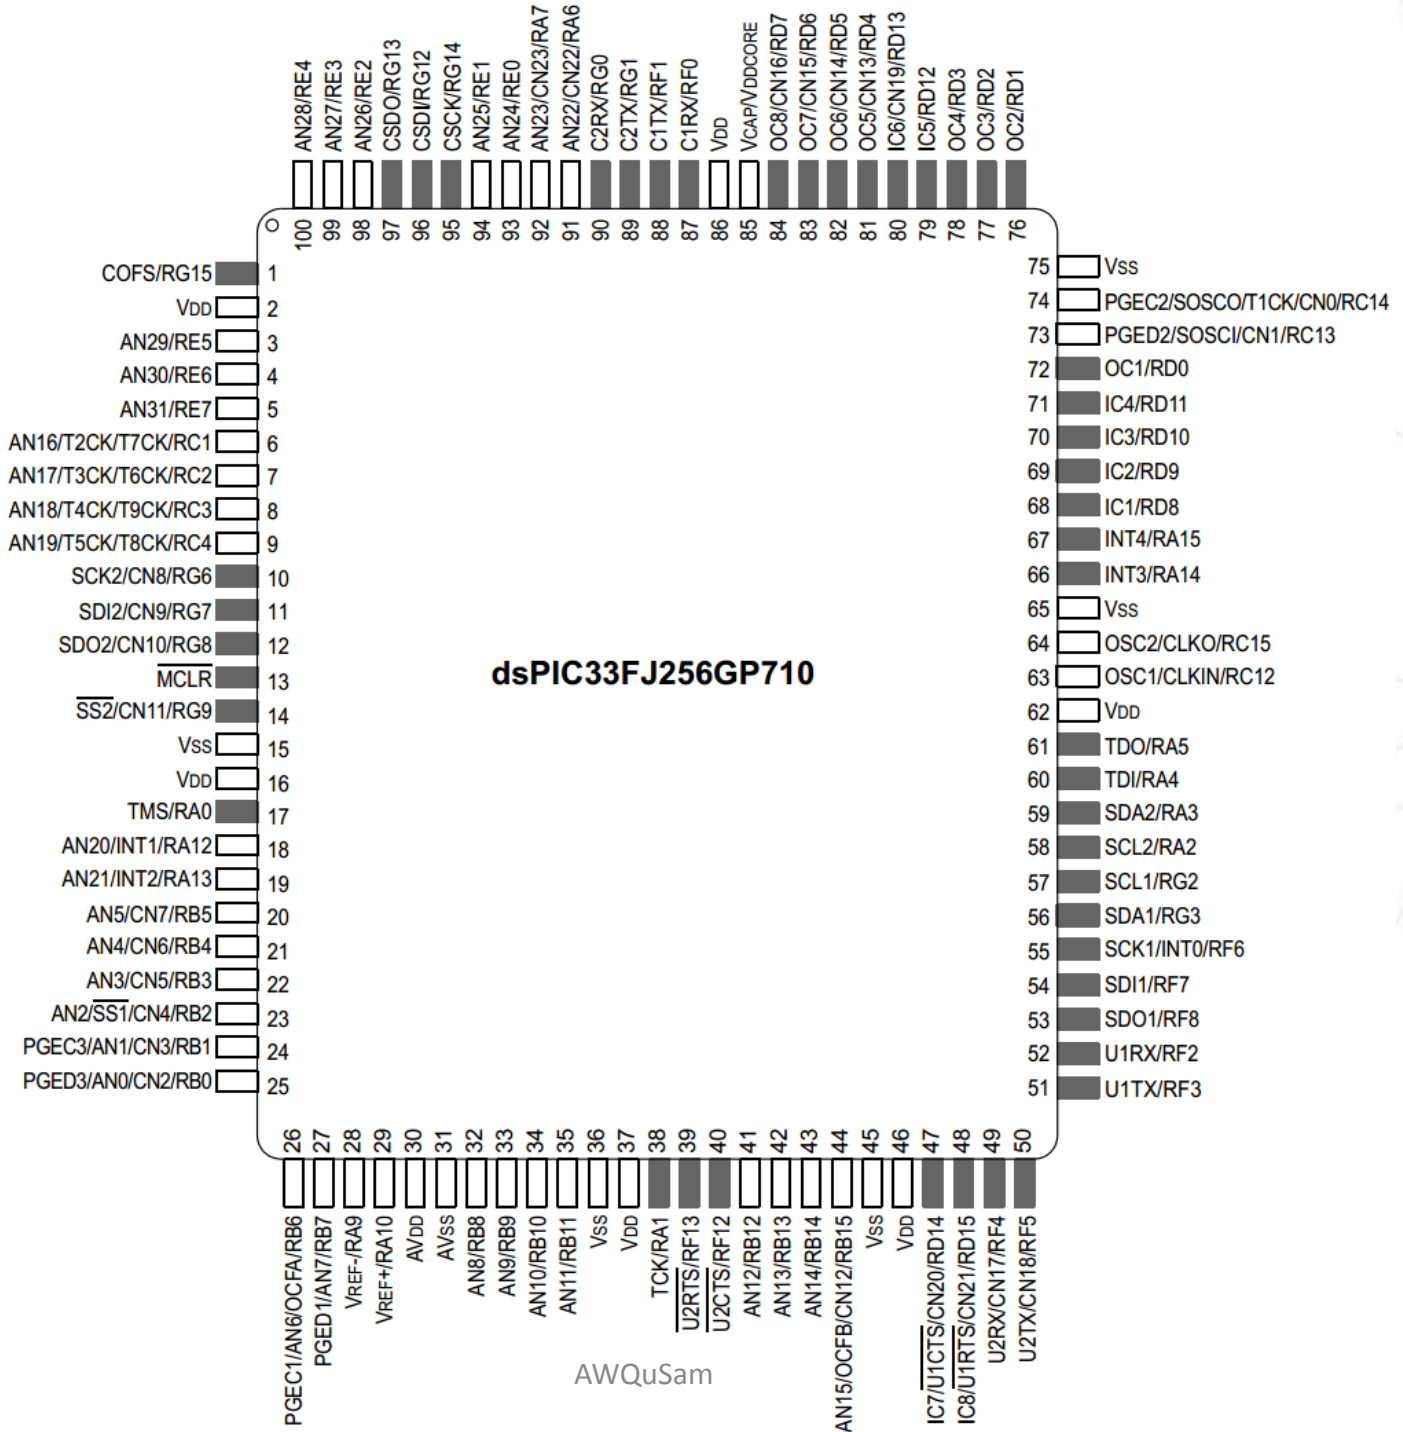 AN28/RE4
AN27/RE3
AN26/RE2
CSDO/RG13
CSDI/RG12
CSCK/RG14
AN25/RE1
AN24/RE0
AN23/CN23/RA7
AN22/CN22/RA6
C2RX/RG0
C2TX/RG1
C1TX/RF1
C1RX/RF0
VDD
VCAP/VDDCORE
OC8/CN16/RD7
OC7/CN15/RD6
OC6/CN14/RD5
OC5/CN13/RD4
IC6/CN19/RD13
IC5/RD12
OC4/RD3
OC3/RD2
OC2/RD1
100 99 98 97 96 95 94 93 92 91 90 89 88 87 86 85 84 83 82 81 80 79 78 77 76
COFS/RG15 1
VDD 2
AN29/RE5 3
AN30/RE6 4
AN31/RE7 5
AN16/T2CK/T7CK/RC1 6
AN17/T3CK/T6CK/RC2 7
AN18/T4CK/T9CK/RC3 8
AN19/T5CK/T8CK/RC4 9
SCK2/CN8/RG6 10
SDI2/CN9/RG7 11
SDO2/CN10/RG8 12
MCLR 13
SS2/CN11/RG9 14
VSS 15
VDD 16
TMS/RA0 17
AN20/INT1/RA12 18
AN21/INT2/RA13 19
AN5/CN7/RB5 20
AN4/CN6/RB4 21
AN3/CN5/RB3 22
AN2/SS1/CN4/RB2 23
PGEC3/AN1/CN3/RB1 24
PGED3/AN0/CN2/RB0 25
dsPIC33FJ256GP710
75 VSS
74 PGEC2/SOSCO/T1CK/CN0/RC14
73 PGED2/SOSCI/CN1/RC13
72 OC1/RD0
71 IC4/RD11
70 IC3/RD10
69 IC2/RD9
68 IC1/RD8
67 INT4/RA15
66 INT3/RA14
65 VSS
64 OSC2/CLKO/RC15
63 OSC1/CLKIN/RC12
62 VDD
61 TDO/RA5
60 TDI/RA4
59 SDA2/RA3
58 SCL2/RA2
57 SCL1/RG2
56 SDA1/RG3
55 SCK1/INT0/RF6
54 SDI1/RF7
53 SDO1/RF8
52 U1RX/RF2
51 U1TX/RF3
26 27 28 29 30 31 32 33 34 35 36 37 38 39 40 41 42 43 44 45 46 47 48 49 50
PGEC1/AN6/OCFA/RB6
PGED1/AN7/RB7
VREF-/RA9
VREF+/RA10
AVDD
AVSS
AN8/RB8
AN9/RB9
AN10/RB10
AN11/RB11
VSS
VDD
TCK/RA1
U2RTS/RF13
U2CTS/RF12
AN12/RB12
AN13/RB13
AN14/RB14
AN15/OCFB/CN12/RB15
VSS
VDD
IC7/U1CTS/CN20/RD14
IC8/U1RTS/CN21/RD15
U2RX/CN17/RF4
U2TX/CN18/RF5
AWQuSam